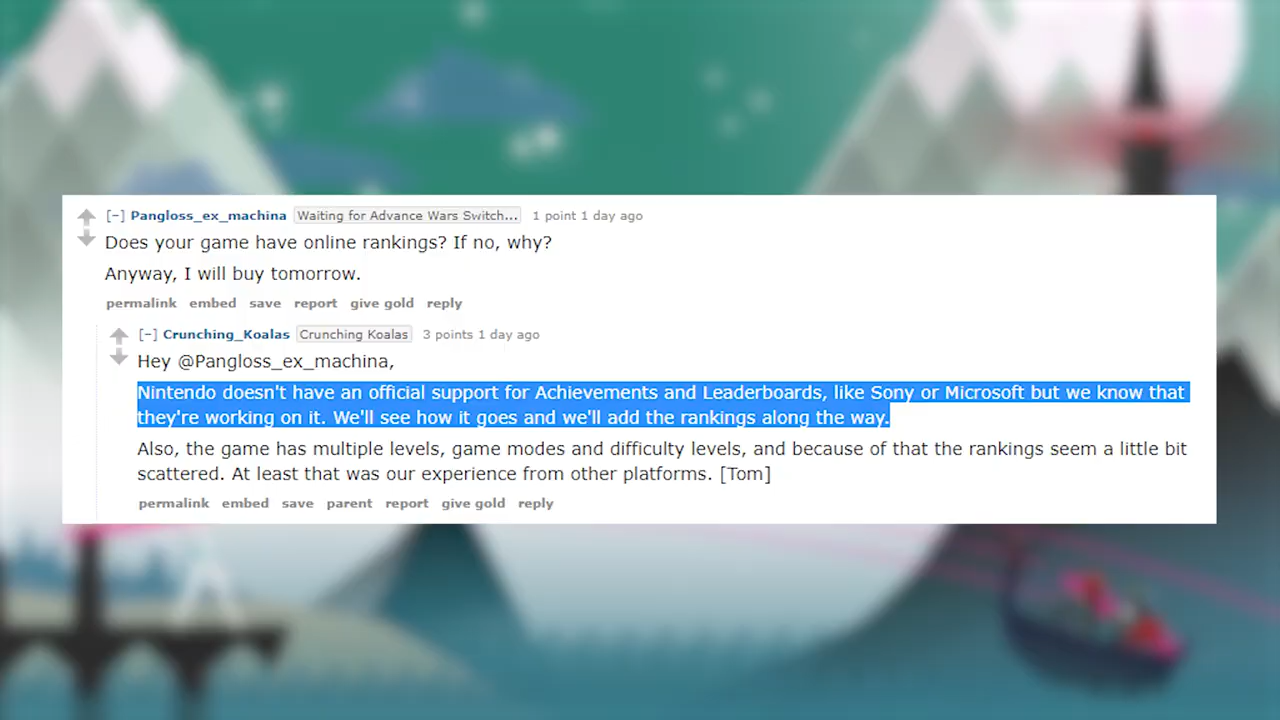 [−] Pangloss_ex_machina Waiting for Advance Wars Switch... 1 point 1 day ago
Does your game have online rankings? If no, why?
Anyway, I will buy tomorrow.
permalink embed save report give gold reply
[−] Crunching_Koalas Crunching Koalas 3 points 1 day ago
Hey @Pangloss_ex_machina,
Nintendo doesn't have an official support for Achievements and Leaderboards, like Sony or Microsoft but we know that
they're working on it. We'll see how it goes and we'll add the rankings along the way.
Also, the game has multiple levels, game modes and difficulty levels, and because of that the rankings seem a little bit
scattered. At least that was our experience from other platforms. [Tom]
permalink embed save parent report give gold reply